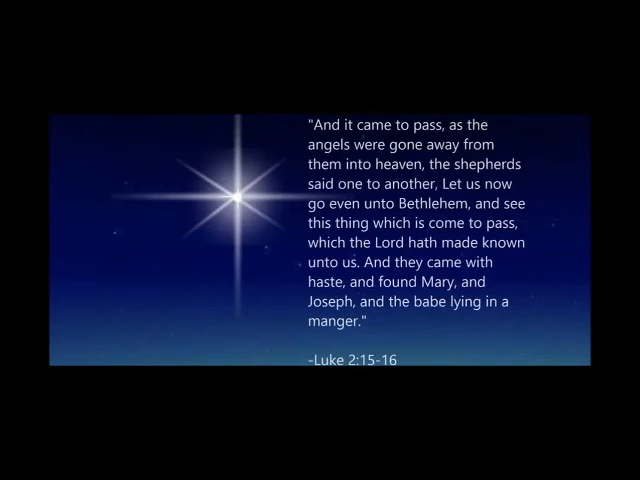 "And it came to pass, as the
angels were gone away from
them into heaven, the shepherds
said one to another, Let us now
go even unto Bethlehem, and see
this thing which is come to pass,
which the Lord hath made known
unto us. And they came with
haste, and found Mary, and
Joseph, and the babe lying in a
manger."
-Luke 2:15-16